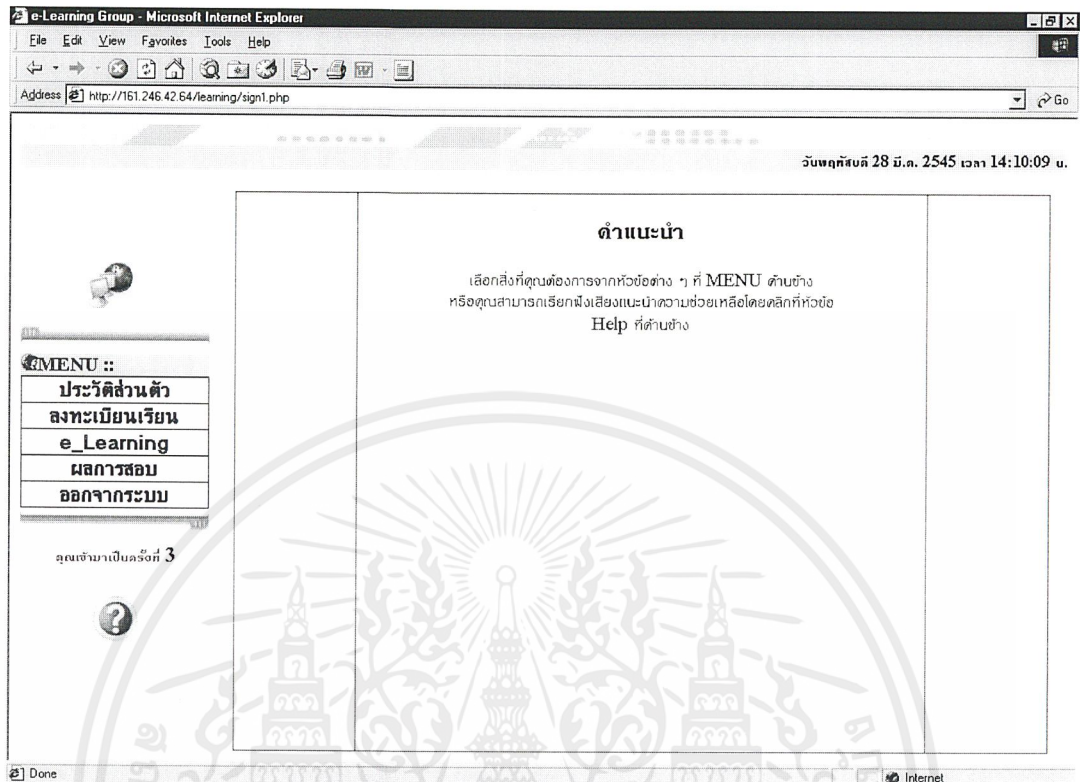 e-Learning Group - Microsoft Internet Explorer
File Edit View Favorites Tools Help
Address http://161.246.42.64/learning/sign1.php Go
วันพฤหัสบดี 28 มี.ค. 2545 เวลา 14:10:09 น.
คำแนะนำ
เลือกสิ่งที่คุณต้องการจากหัวข้อต่าง ๆ ที่ MENU ด้านข้าง
หรือคุณสามารถเรียกฟังเสียงแนะนำความช่วยเหลือโดยคลิกที่หัวข้อ
Help ที่ด้านข้าง
MENU ::
ประวัติส่วนตัว
ลงทะเบียนเรียน
e_Learning
ผลการสอบ
ออกจากระบบ
คุณเข้ามาเป็นครั้งที่ 3
Done
Internet